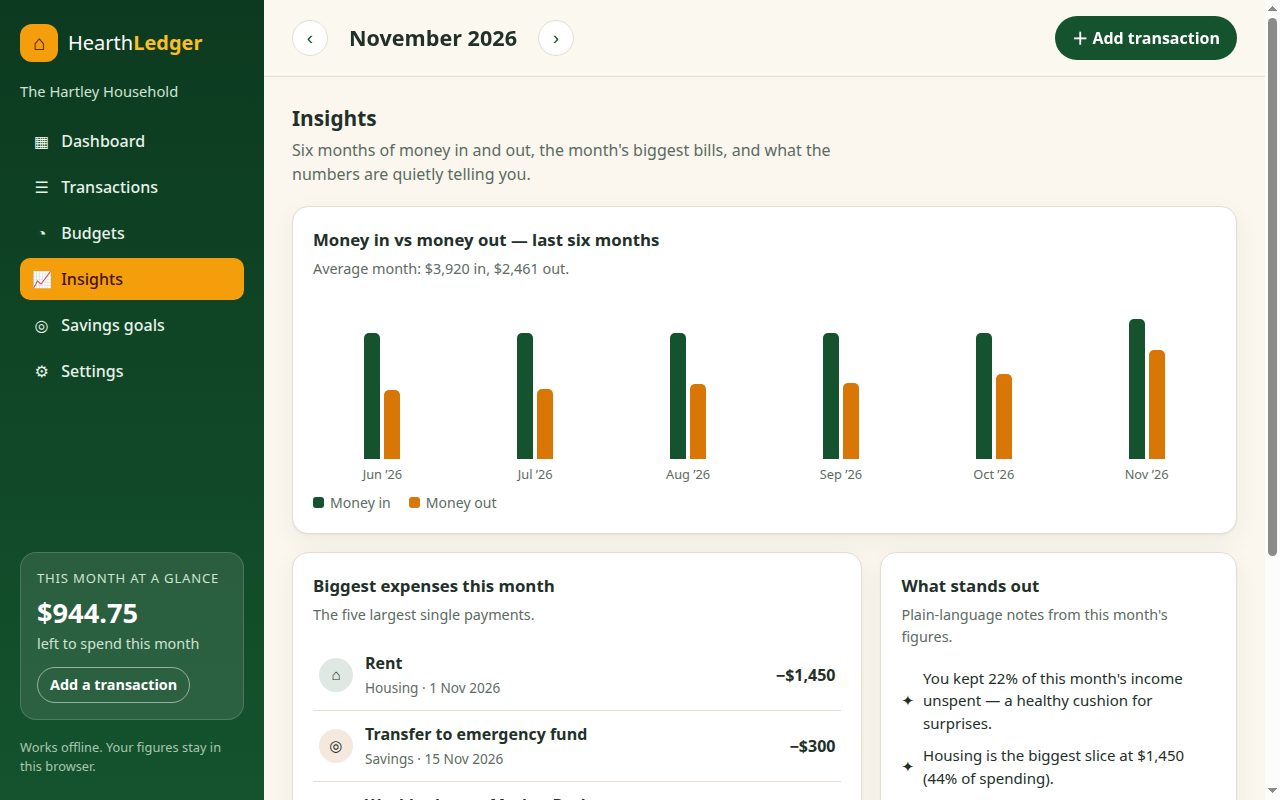 HearthLedger
The Hartley Household
Dashboard
Transactions
Budgets
Insights
Savings goals
Settings
THIS MONTH AT A GLANCE
$944.75
left to spend this month
Add a transaction
Works offline. Your figures stay in
this browser.
‹ November 2026 ›
+ Add transaction
Insights
Six months of money in and out, the month's biggest bills, and what the
numbers are quietly telling you.
Money in vs money out — last six months
Average month: $3,920 in, $2,461 out.
Jun ’26 Jul ’26 Aug ’26 Sep ’26 Oct ’26 Nov ’26
Money in Money out
Biggest expenses this month
The five largest single payments.
Rent
Housing · 1 Nov 2026
−$1,450
Transfer to emergency fund
Savings · 15 Nov 2026
−$300
What stands out
Plain-language notes from this month's
figures.
You kept 22% of this month's income
unspent — a healthy cushion for
surprises.
Housing is the biggest slice at $1,450
(44% of spending).